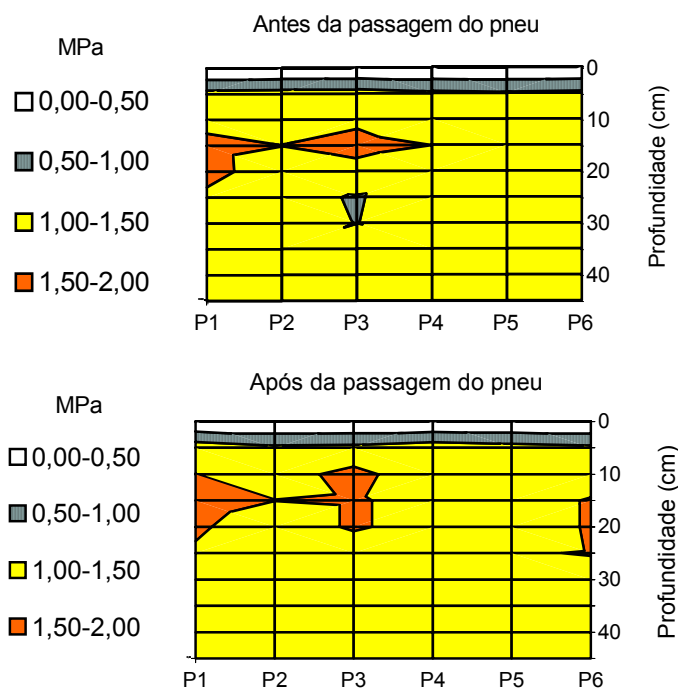 Antes da passagem do pneu
MPa
0,00-0,50
0,50-1,00
1,00-1,50
1,50-2,00
0
10
20
30
40
Profundidade (cm)
P1 P2 P3 P4 P5 P6
Após da passagem do pneu
MPa
0,00-0,50
0,50-1,00
1,00-1,50
1,50-2,00
0
10
20
30
40
Profundidade (cm)
P1 P2 P3 P4 P5 P6